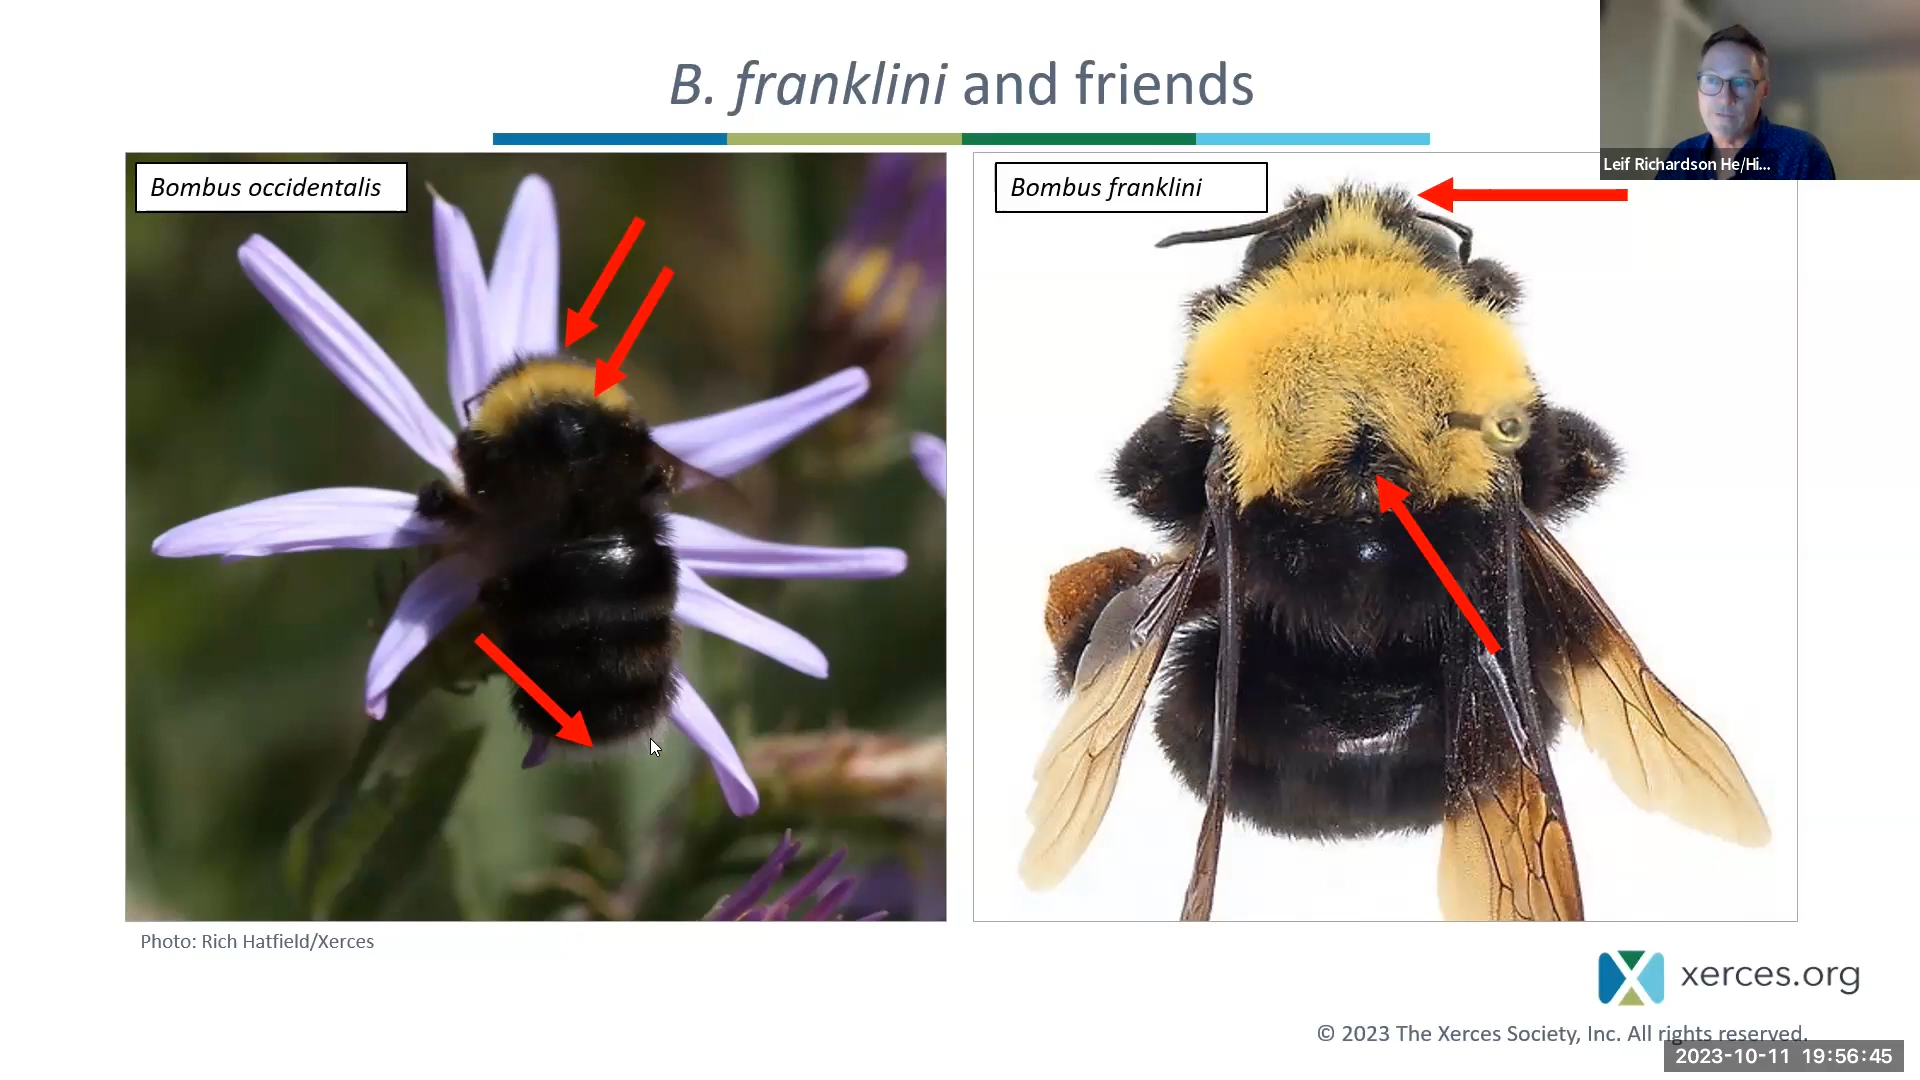 B. franklini and friends
Leif Richardson He/Hi...
Bombus occidentalis
Bombus franklini
Photo: Rich Hatfield/Xerces
xerces.org
© 2023 The Xerces Society, Inc. All rights reserved.
2023-10-11 19:56:45